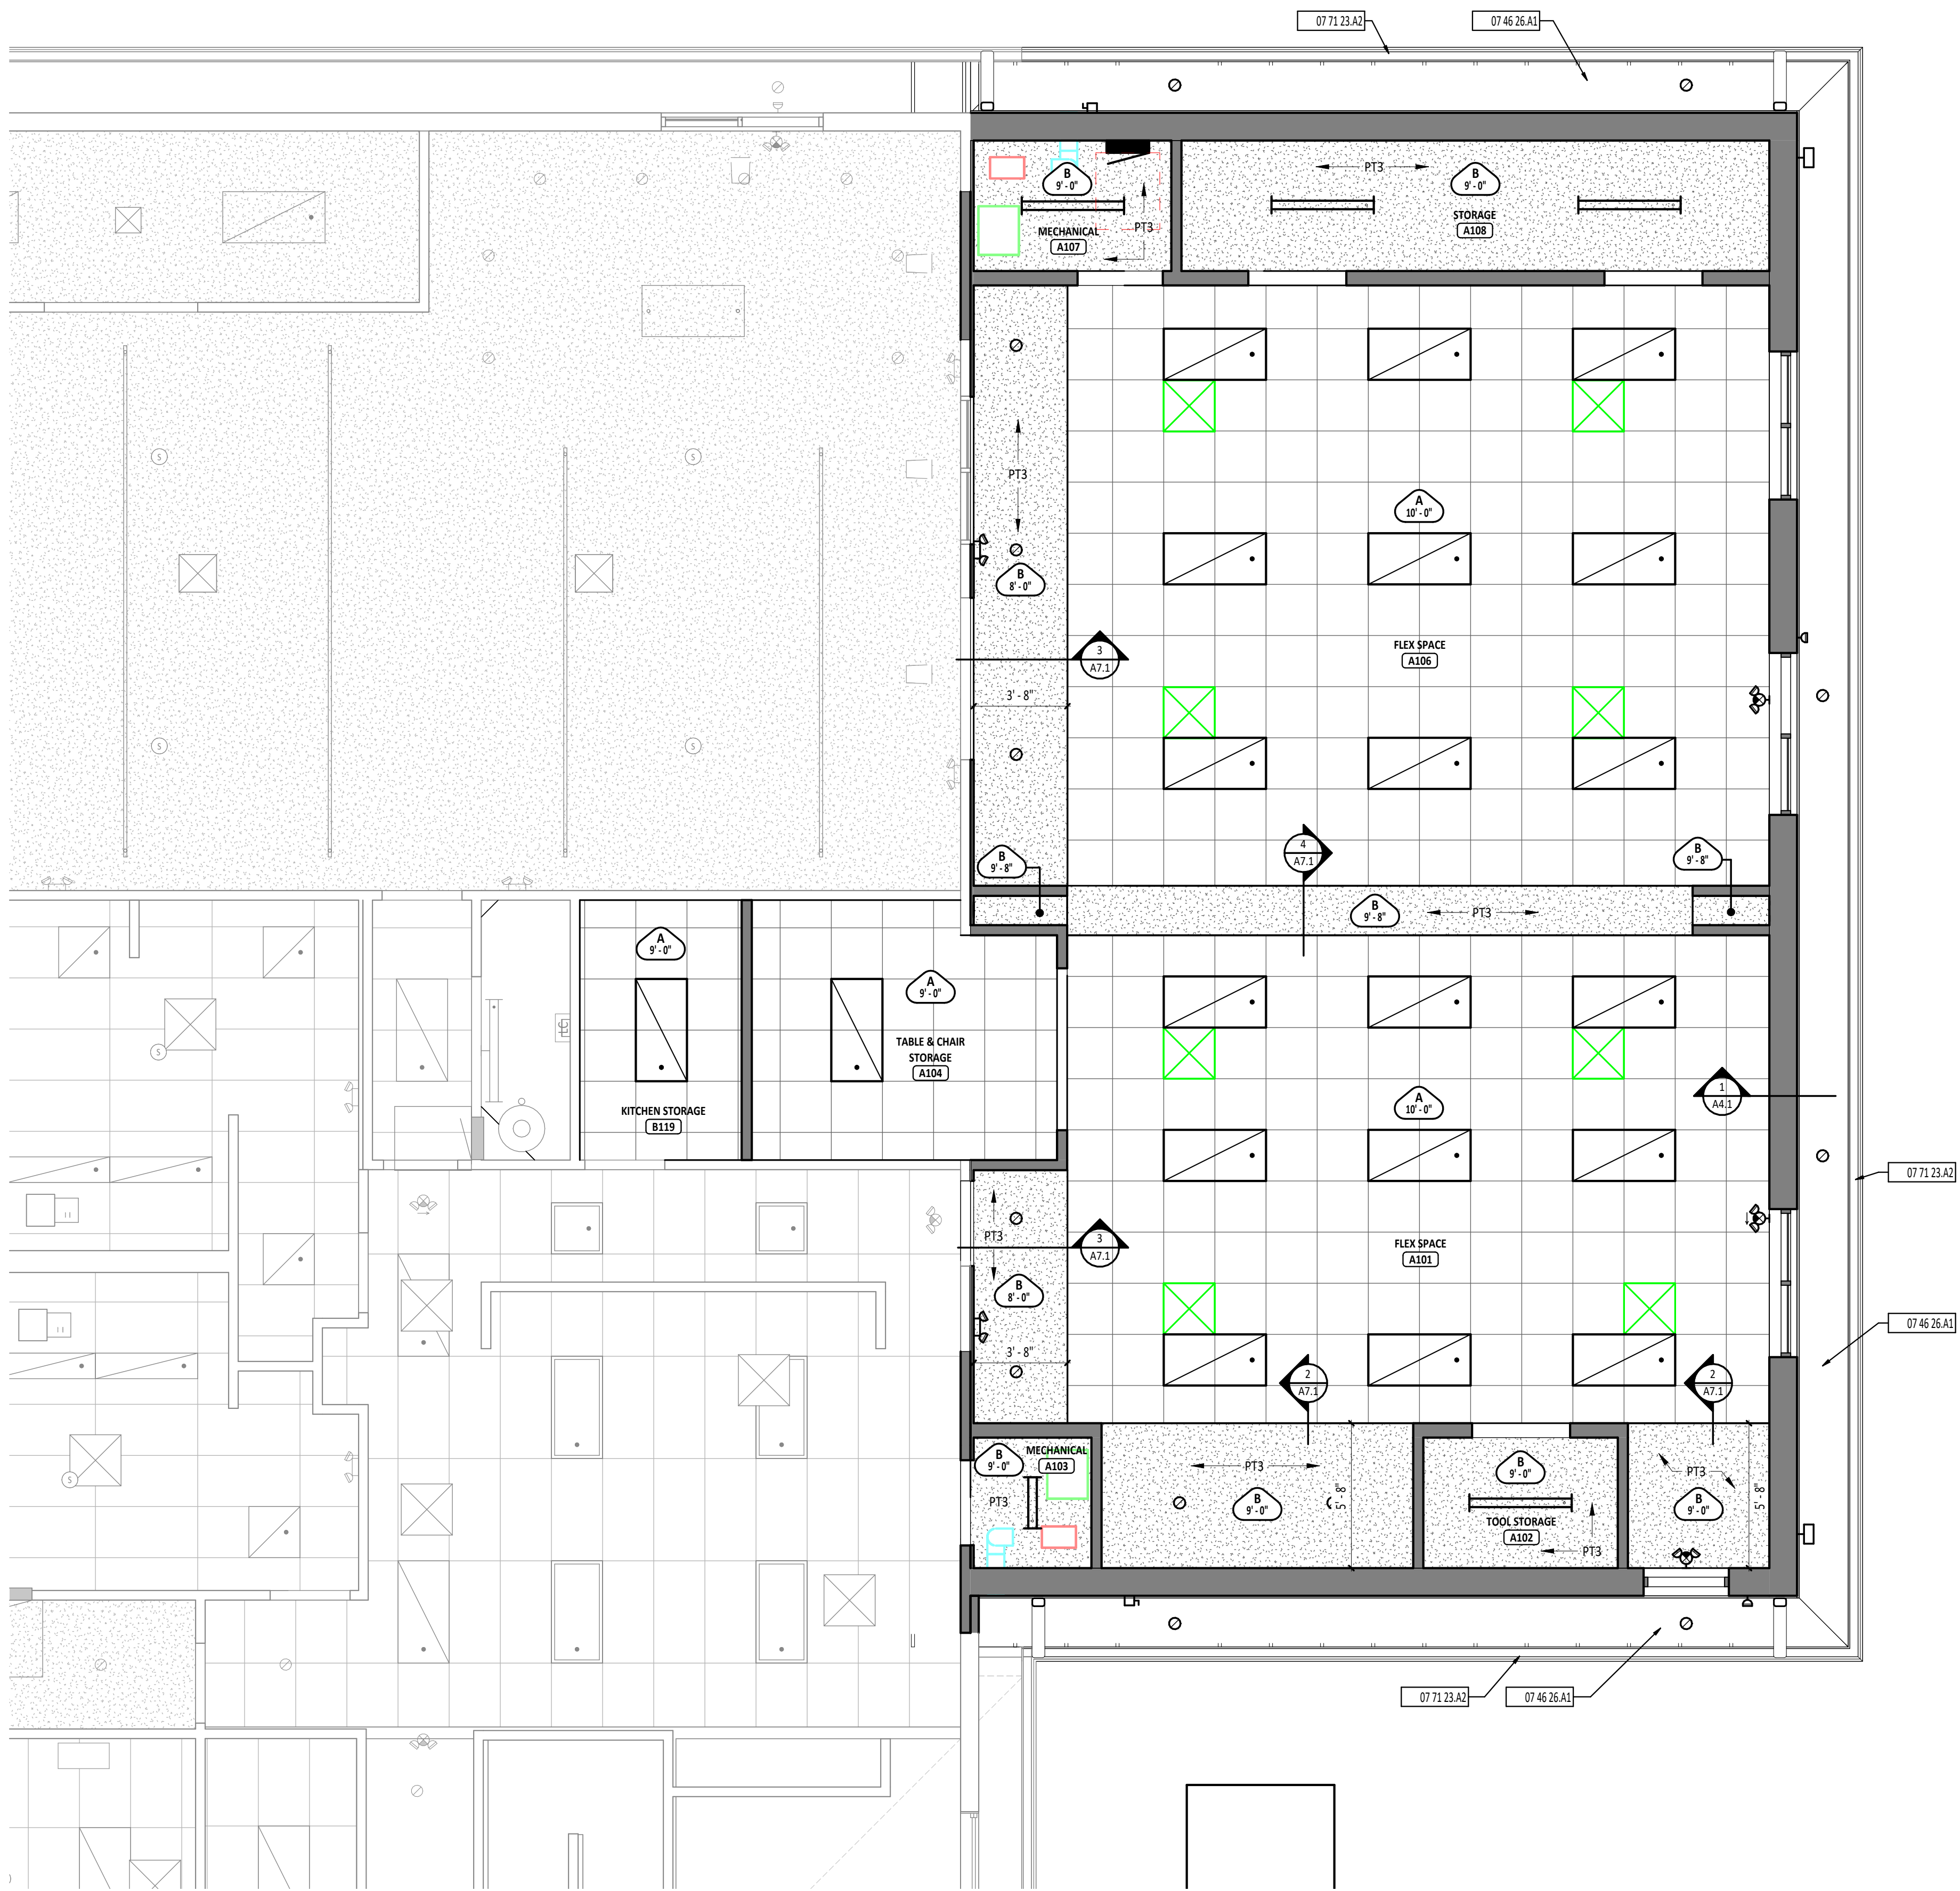 07 71 23.A2
07 46 26.A1
B
9' - 0"
MECHANICAL
A107
PT3
PT3
B
9' - 0"
STORAGE
A108
PT3
B
8' - 0"
A
10' - 0"
FLEX SPACE
A106
3
A7.1
3' - 8"
S
S
S
S
4
A7.1
B
9' - 8"
B
9' - 8"
B
9' - 8"
PT3
A
9' - 0"
KITCHEN STORAGE
B119
A
9' - 0"
TABLE & CHAIR
STORAGE
A104
LC
S
A
10' - 0"
1
A4.1
07 71 23.A2
PT3
3
A7.1
FLEX SPACE
A101
B
8' - 0"
3' - 8"
07 46 26.A1
2
A7.1
2
A7.1
S
B
9' - 0"
MECHANICAL
A103
PT3
PT3
B
9' - 0"
5' - 8"
B
9' - 0"
TOOL STORAGE
A102
PT3
PT3
B
9' - 0"
5' - 8"
07 71 23.A2
07 46 26.A1